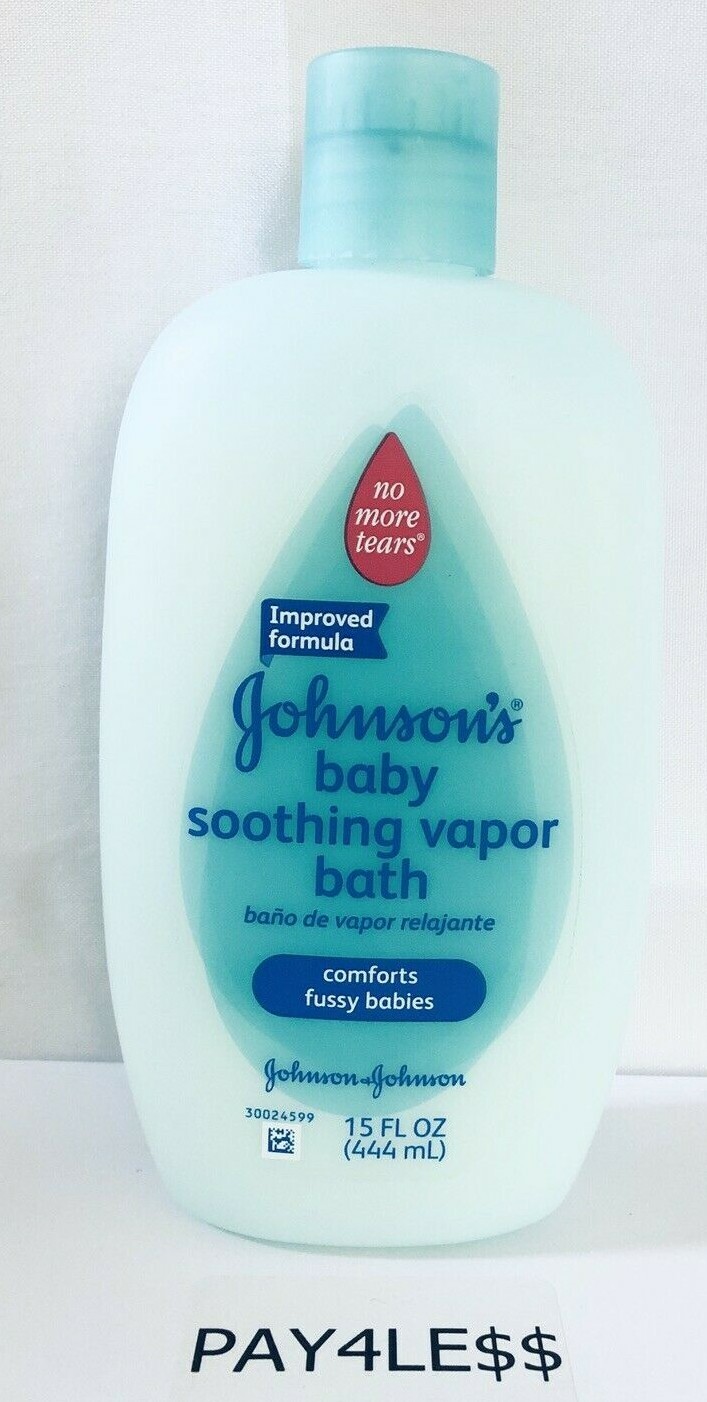 no
more
tears®
Improved
formula
Johnson's®
baby
soothing vapor
bath
baño de vapor relajante
comforts
fussy babies
Johnson & Johnson
30024599
15 FL OZ
(444 mL)
PAY4LE$$